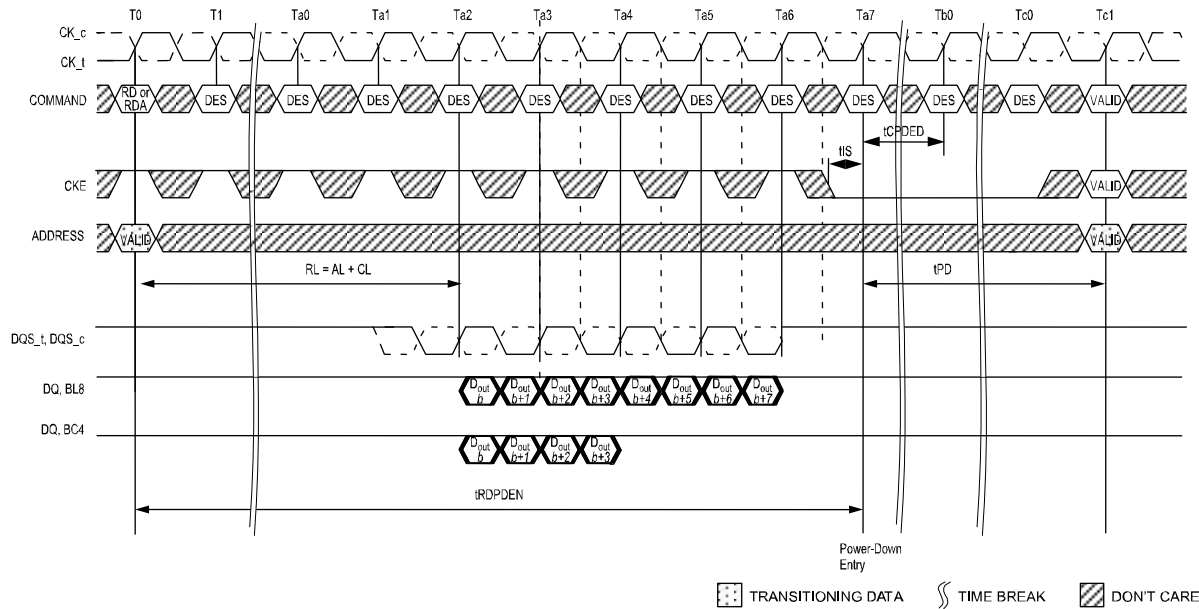 T0 T1 Ta0 Ta1 Ta2 Ta3 Ta4 Ta5 Ta6 Ta7 Tb0 Tc0 Tc1
CK_c
CK_t
COMMAND RD or RDA DES DES DES DES DES DES DES DES DES DES DES VALID
tIS tCPDED
CKE VALID
ADDRESS VALID VALID
RL = AL + CL tPD
DQS_t, DQS_c
DQ, BL8 Dout b Dout b+1 Dout b+2 Dout b+3 Dout b+4 Dout b+5 Dout b+6 Dout b+7
DQ, BC4 Dout b Dout b+1 Dout b+2 Dout b+3
tRDPDEN
Power-Down
Entry
TRANSITIONING DATA TIME BREAK DON'T CARE